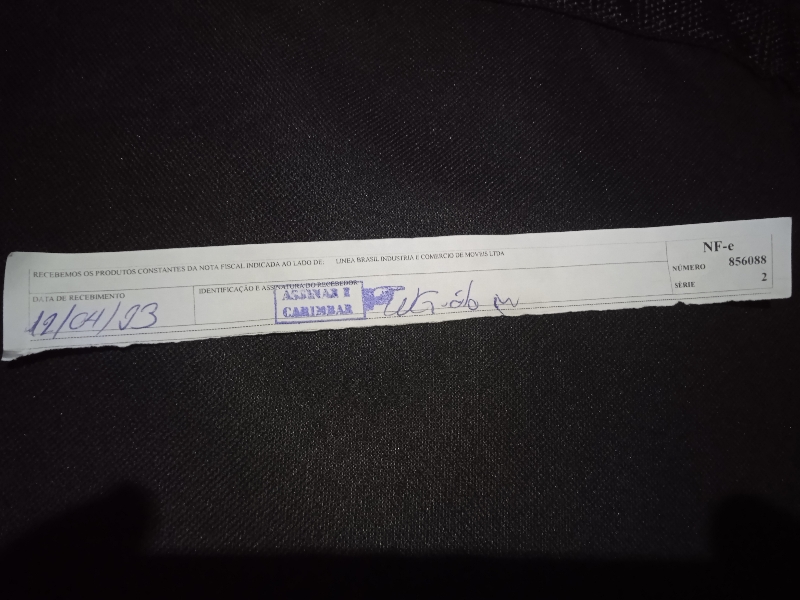 RECEBEMOS OS PRODUTOS CONSTANTES DA NOTA FISCAL INDICADA AO LADO DE: LINEA BRASIL INDUSTRIA E COMERCIO DE MOVEIS LTDA
NF-e
NÚMERO 856088
SÉRIE 2
DATA DE RECEBIMENTO
12/04/23
IDENTIFICAÇÃO E ASSINATURA DO RECEBEDOR
ASSINAR E
CARIMBAR